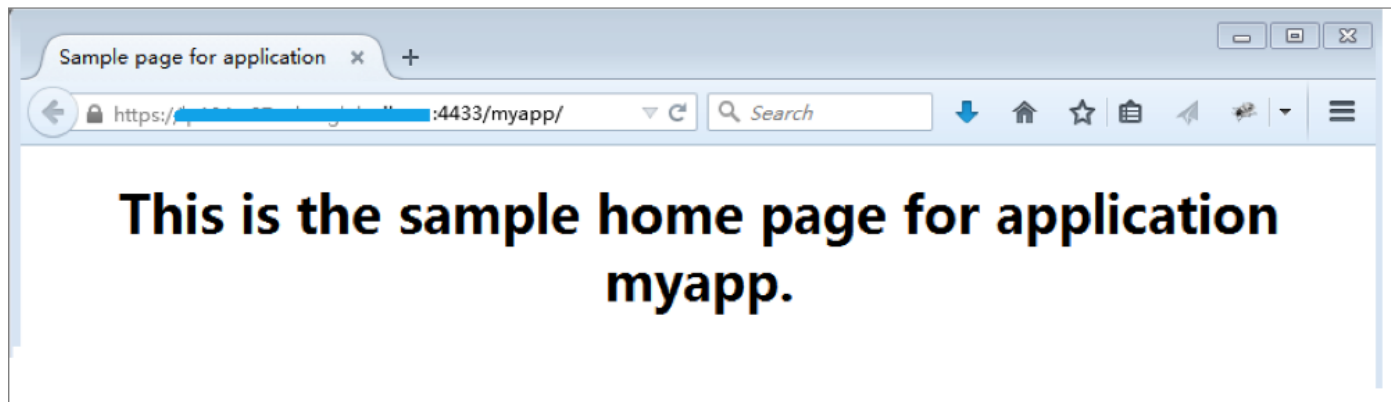 Sample page for application
https:/ :4433/myapp/
Search
This is the sample home page for application
myapp.